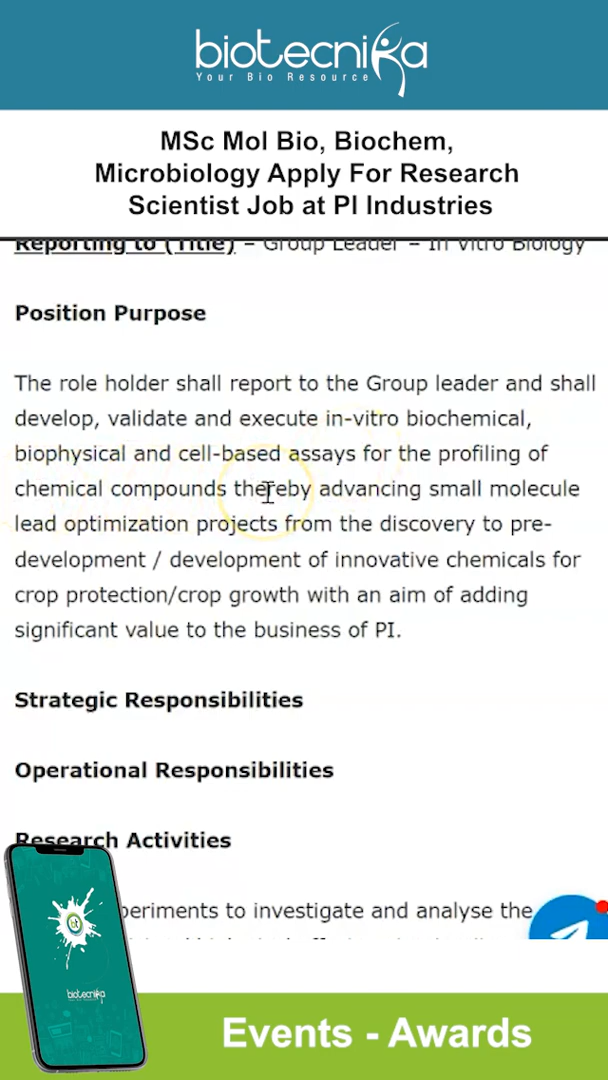 biotecnika
Your Bio Resource
MSc Mol Bio, Biochem,
Microbiology Apply For Research
Scientist Job at PI Industries
Reporting to (Title) – Group Leader – In Vitro Biology
Position Purpose
The role holder shall report to the Group leader and shall
develop, validate and execute in-vitro biochemical,
biophysical and cell-based assays for the profiling of
chemical compounds thereby advancing small molecule
lead optimization projects from the discovery to pre-
development / development of innovative chemicals for
crop protection/crop growth with an aim of adding
significant value to the business of PI.
Strategic Responsibilities
Operational Responsibilities
Research Activities
periments to investigate and analyse the
bt
biotecnika
Events - Awards